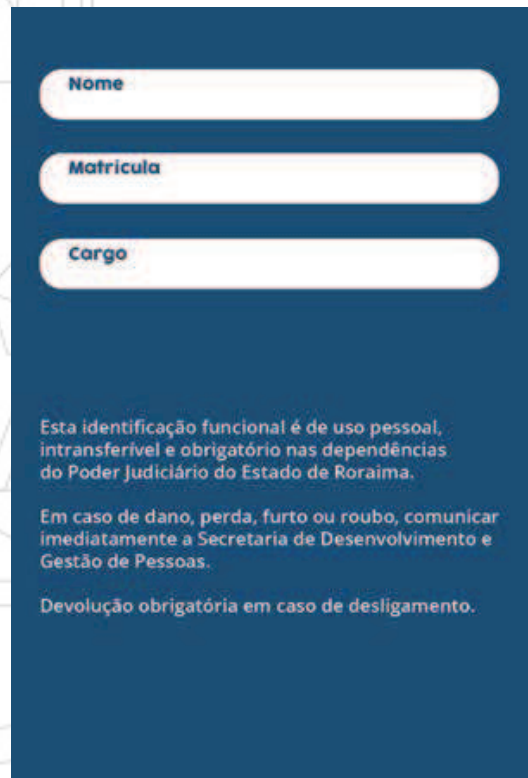 Nome
Matrícula
Cargo
Esta identificação funcional é de uso pessoal,
intransferível e obrigatório nas dependências
do Poder Judiciário do Estado de Roraima.
Em caso de dano, perda, furto ou roubo, comunicar
imediatamente a Secretaria de Desenvolvimento e
Gestão de Pessoas.
Devolução obrigatória em caso de desligamento.